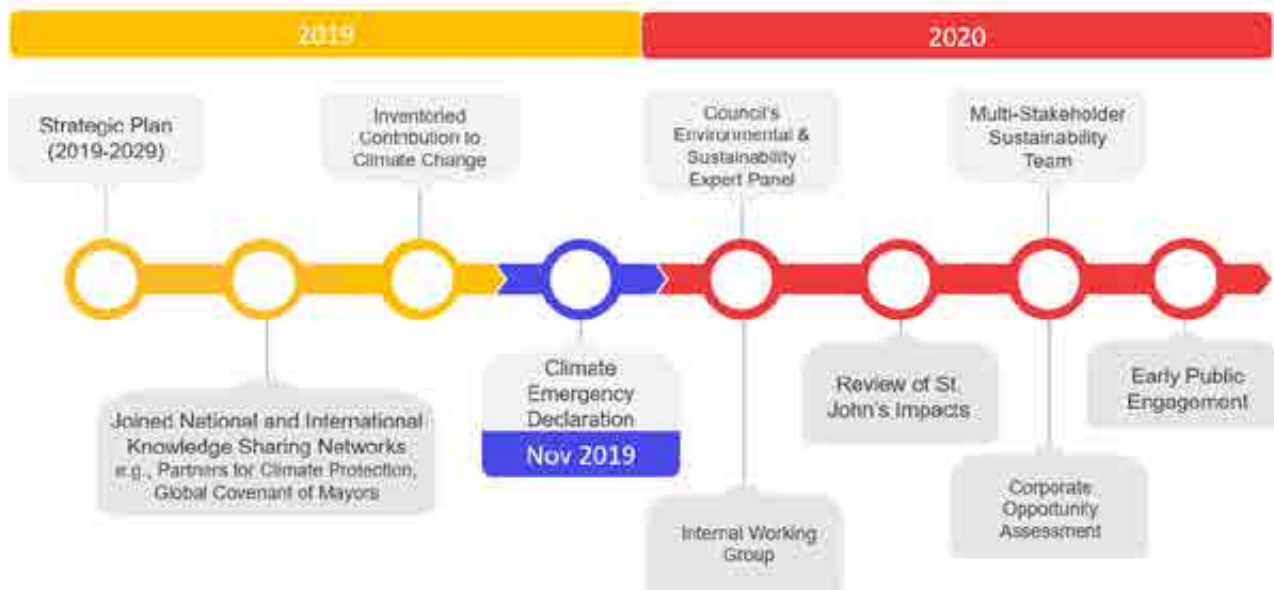 2019
2020
Strategic Plan
(2019-2029)
Inventoried
Contribution to
Climate Change
Council's
Environmental &
Sustainability
Expert Panel
Multi-Stakeholder
Sustainability
Team
Joined National and International
Knowledge Sharing Networks
e.g., Partners for Climate Protection,
Global Covenant of Mayors
Climate
Emergency
Declaration
Nov 2019
Internal Working
Group
Review of St.
John's Impacts
Corporate
Opportunity
Assessment
Early Public
Engagement